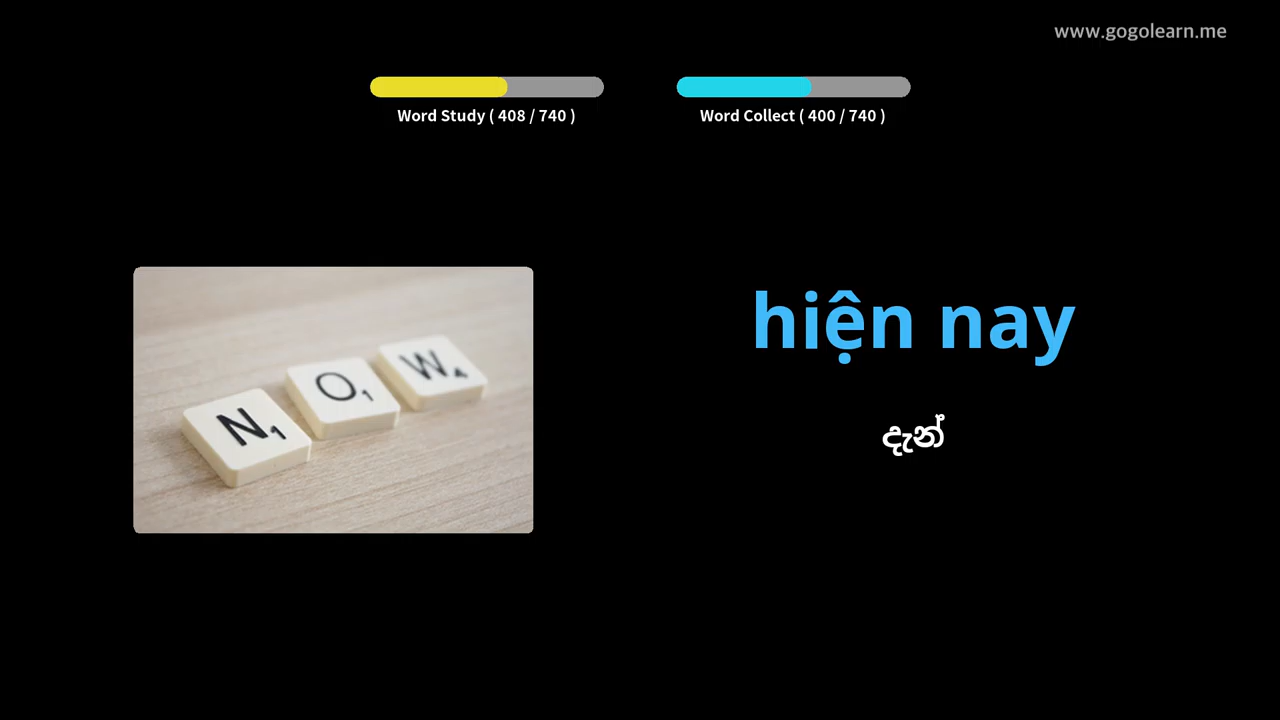 www.gogolearn.me
Word Study ( 408 / 740 )
Word Collect ( 400 / 740 )
N1 O1 W4
hiện nay
දැන්